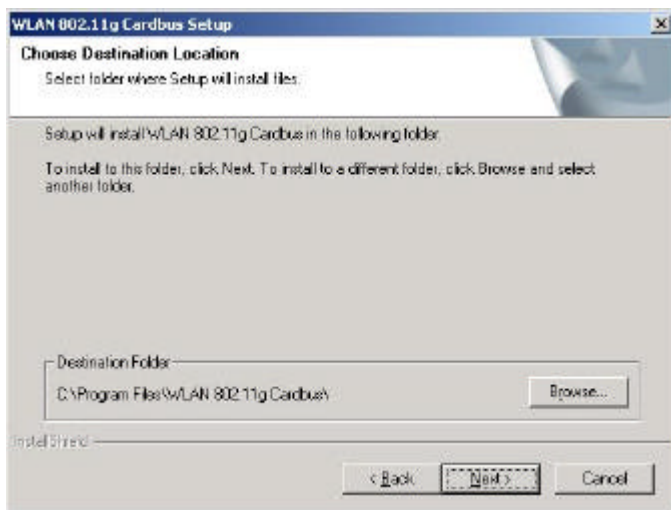 WLAN 802.11g Cardbus Setup
Choose Destination Location
Select folder where Setup will install files.
Setup will install WLAN 802.11g Cardbus in the following folder.
To install to this folder, click Next. To install to a different folder, click Browse and select
another folder.
Destination Folder
C:\Program Files\WLAN 802.11g Cardbus\
Browse...
InstallShield
< Back
Next >
Cancel